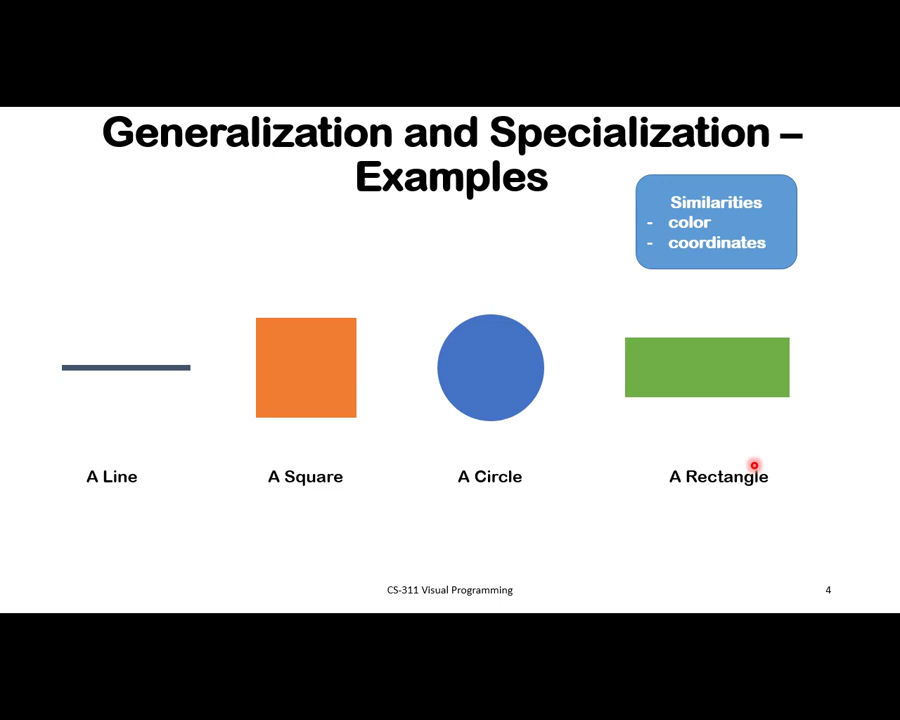 Generalization and Specialization –
Examples
Similarities
- color
- coordinates
A Line
A Square
A Circle
A Rectangle
CS-311 Visual Programming
4